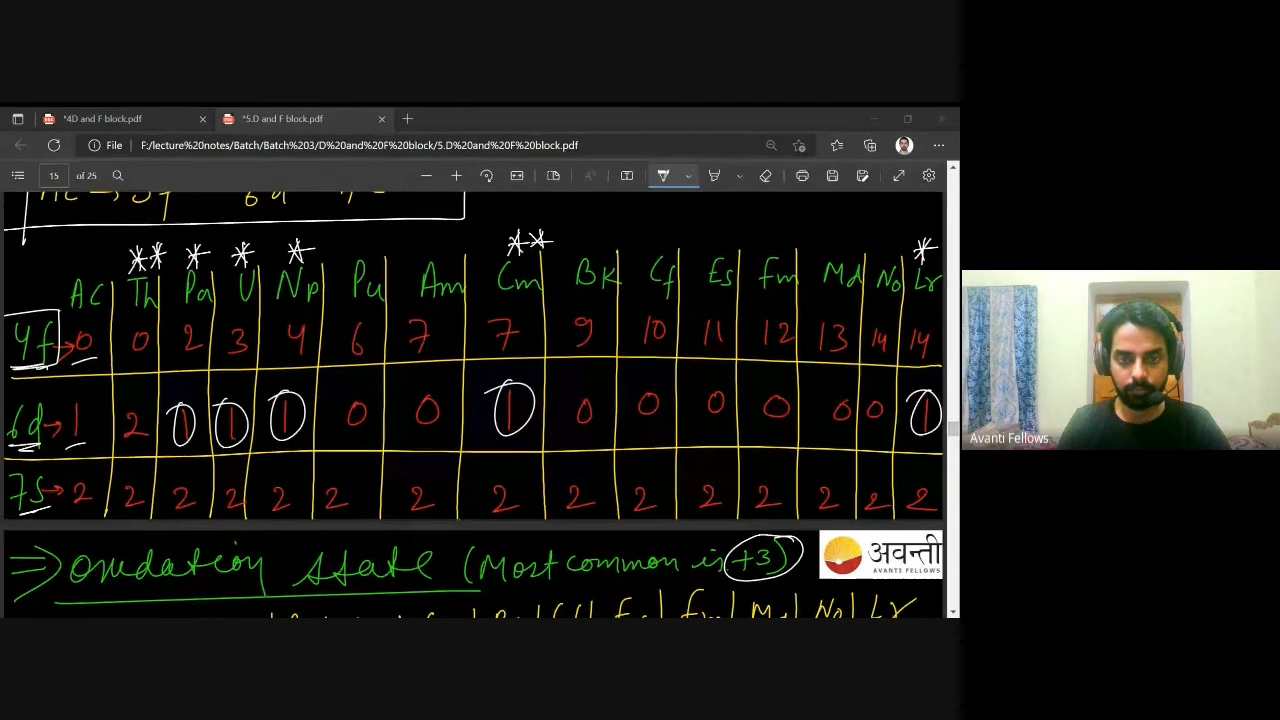 *4D and F block.pdf
*5.D and F block.pdf
File
F:/lecture%20notes/Batch/Batch%203/D%20and%20F%20block/5.D%20and%20F%20block.pdf
15 of 25
** * * * ** *
AC Th Pa U Np Pu Am Cm BK Cf Es Fm Md No Lr
4f → 0 0 2 3 4 6 7 7 9 10 11 12 13 14 14
6d → 1 2 1 1 1 0 0 1 0 0 0 0 0 0 1
7s → 2 2 2 2 2 2 2 2 2 2 2 2 2 2 2
⇒ Oxidation state (Most common is +3)
अवन्ती
AVANTI FELLOWS
Fm Md No Lr
Avanti Fellows